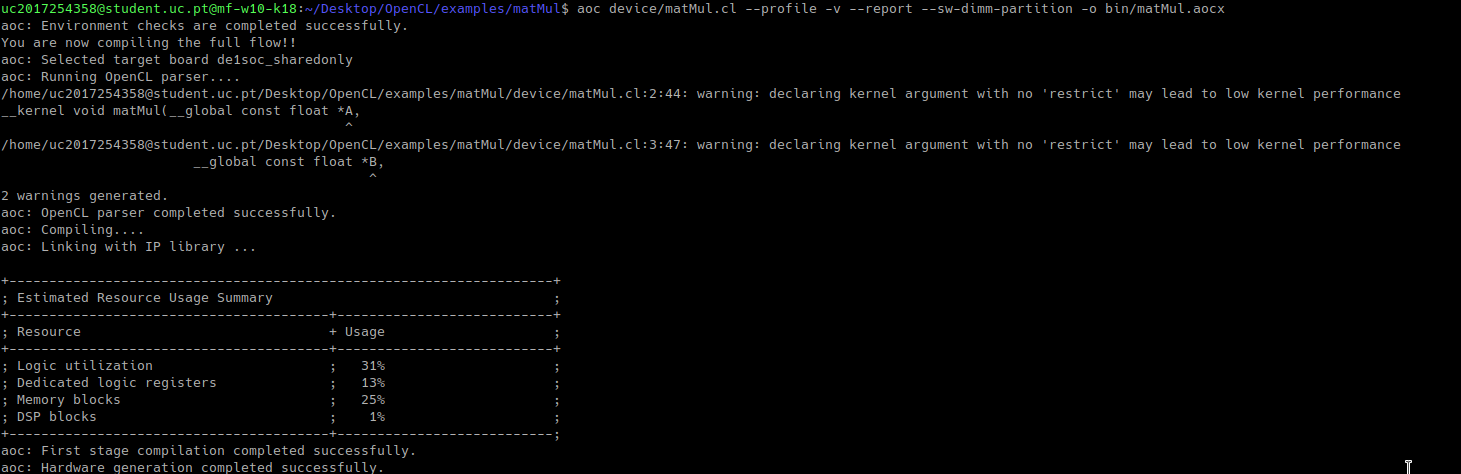 uc2017254358@student.uc.pt@mf-w10-k18:~/Desktop/OpenCL/examples/matMul$ aoc device/matMul.cl --profile -v --report --sw-dimm-partition -o bin/matMul.aocx
aoc: Environment checks are completed successfully.
You are now compiling the full flow!!
aoc: Selected target board de1soc_sharedonly
aoc: Running OpenCL parser....
/home/uc2017254358@student.uc.pt/Desktop/OpenCL/examples/matMul/device/matMul.cl:2:44: warning: declaring kernel argument with no 'restrict' may lead to low kernel performance
__kernel void matMul(__global const float *A,
                                           ^
/home/uc2017254358@student.uc.pt/Desktop/OpenCL/examples/matMul/device/matMul.cl:3:47: warning: declaring kernel argument with no 'restrict' may lead to low kernel performance
                        __global const float *B,
                                              ^
2 warnings generated.
aoc: OpenCL parser completed successfully.
aoc: Compiling....
aoc: Linking with IP library ...
+--------------------------------------------------------------------+
; Estimated Resource Usage Summary                                   ;
+----------------------------------------+---------------------------+
; Resource                               + Usage                     ;
+----------------------------------------+---------------------------+
; Logic utilization                      ;   31%                     ;
; Dedicated logic registers              ;   13%                     ;
; Memory blocks                          ;   25%                     ;
; DSP blocks                             ;    1%                     ;
+----------------------------------------+---------------------------;
aoc: First stage compilation completed successfully.
aoc: Hardware generation completed successfully.